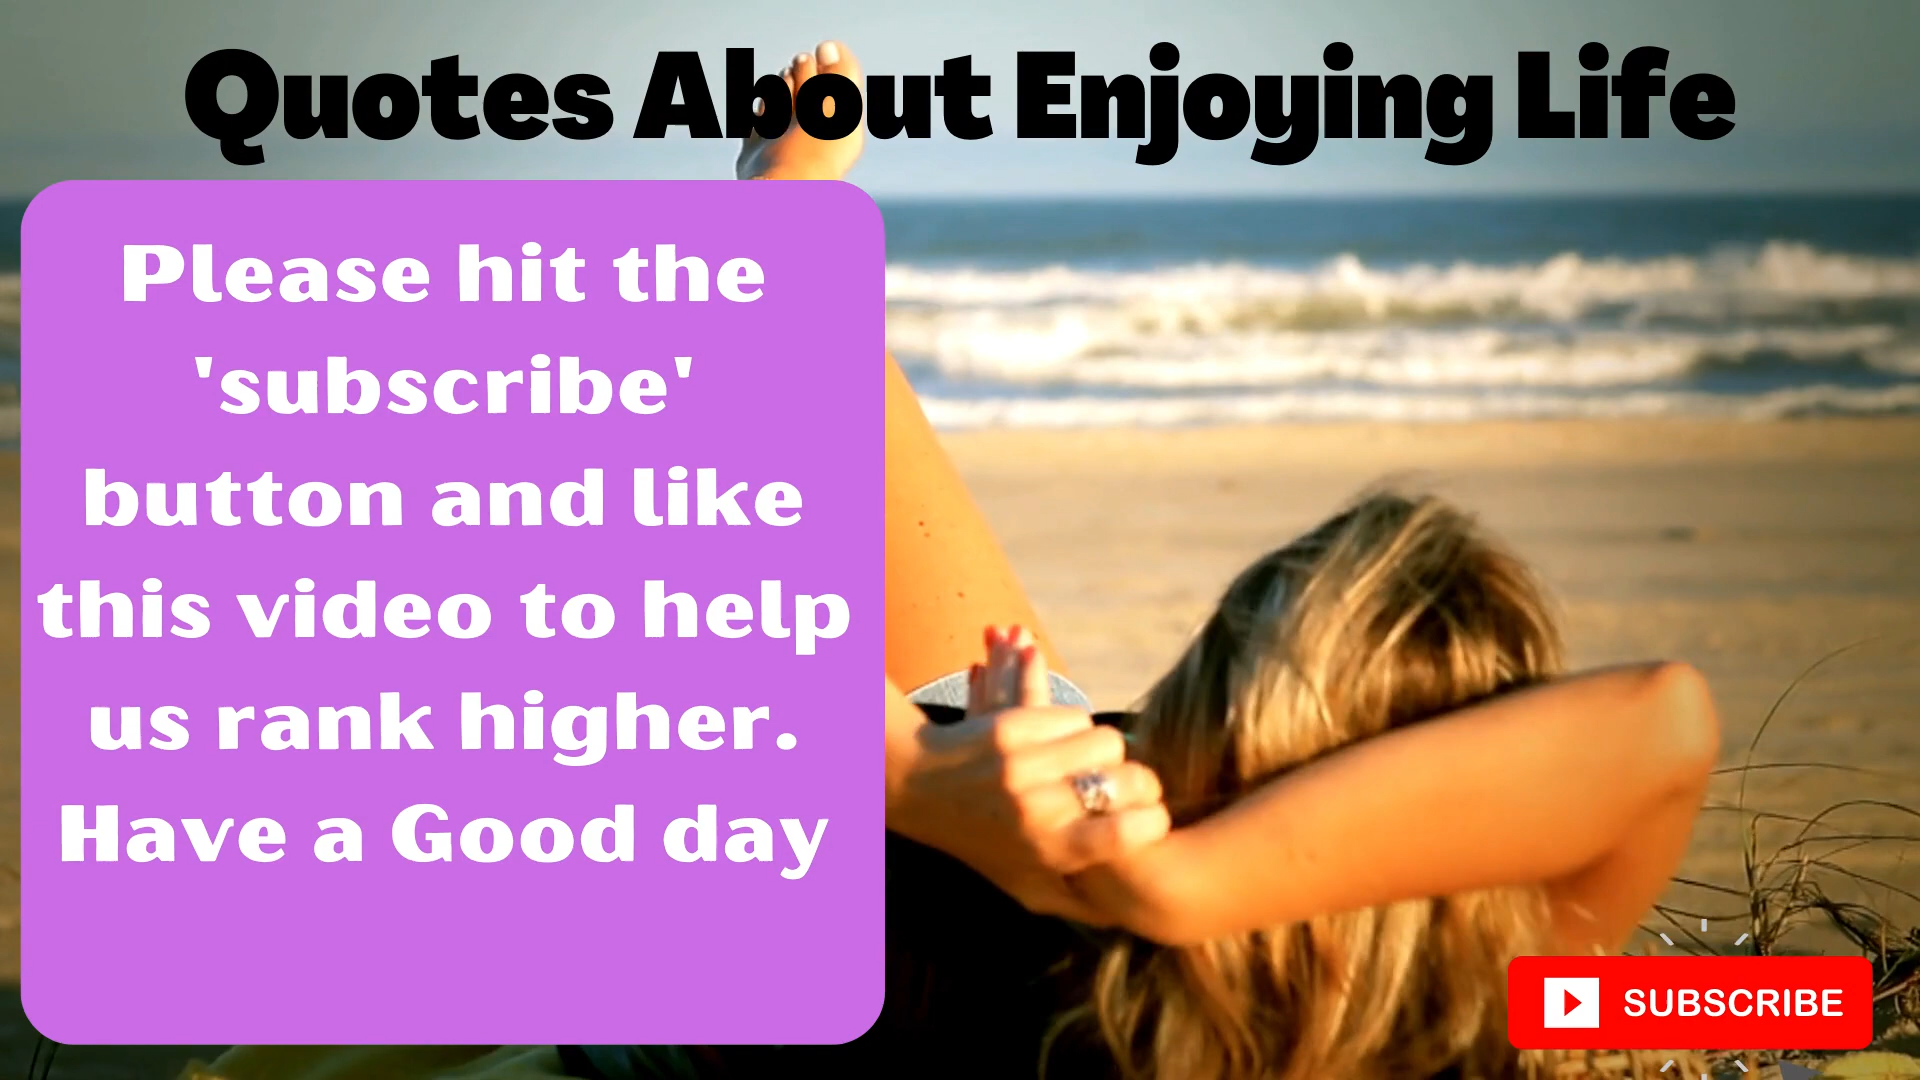 Quotes About Enjoying Life
Please hit the
'subscribe'
button and like
this video to help
us rank higher.
Have a Good day
SUBSCRIBE